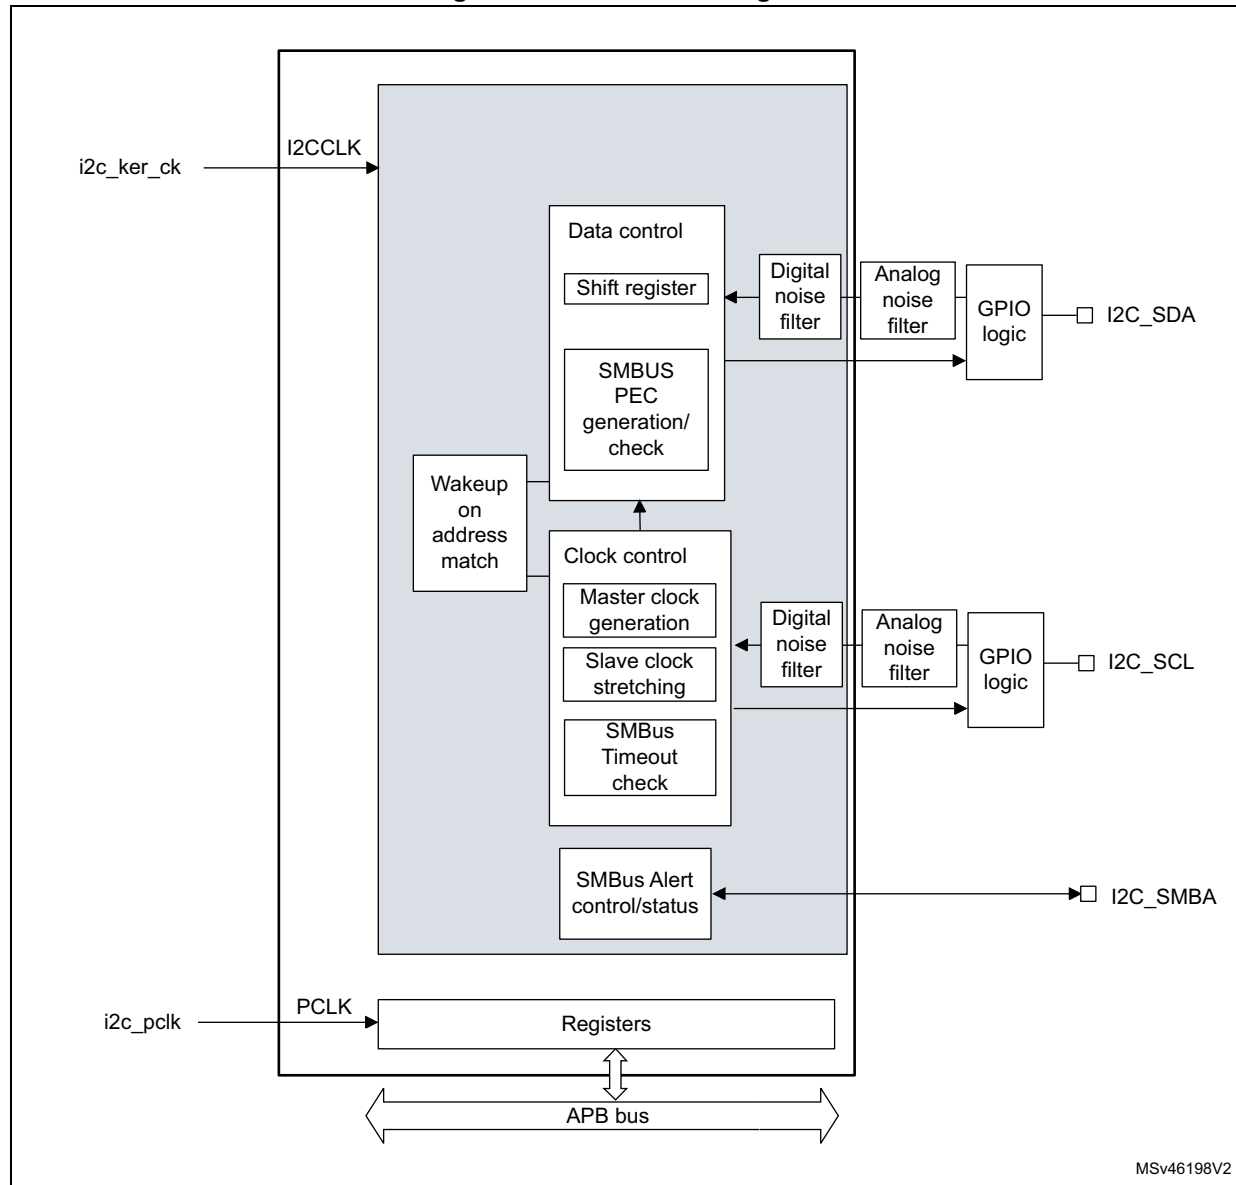 I2CCLK
i2c_ker_ck
Data control
Shift register
SMBUS
PEC
generation/
check
Digital
noise
filter
Analog
noise
filter
GPIO
logic
I2C_SDA
Wakeup
on
address
match
Clock control
Master clock
generation
Slave clock
stretching
SMBus
Timeout
check
Digital
noise
filter
Analog
noise
filter
GPIO
logic
I2C_SCL
SMBus Alert
control/status
I2C_SMBA
PCLK
i2c_pclk
Registers
APB bus
MSv46198V2